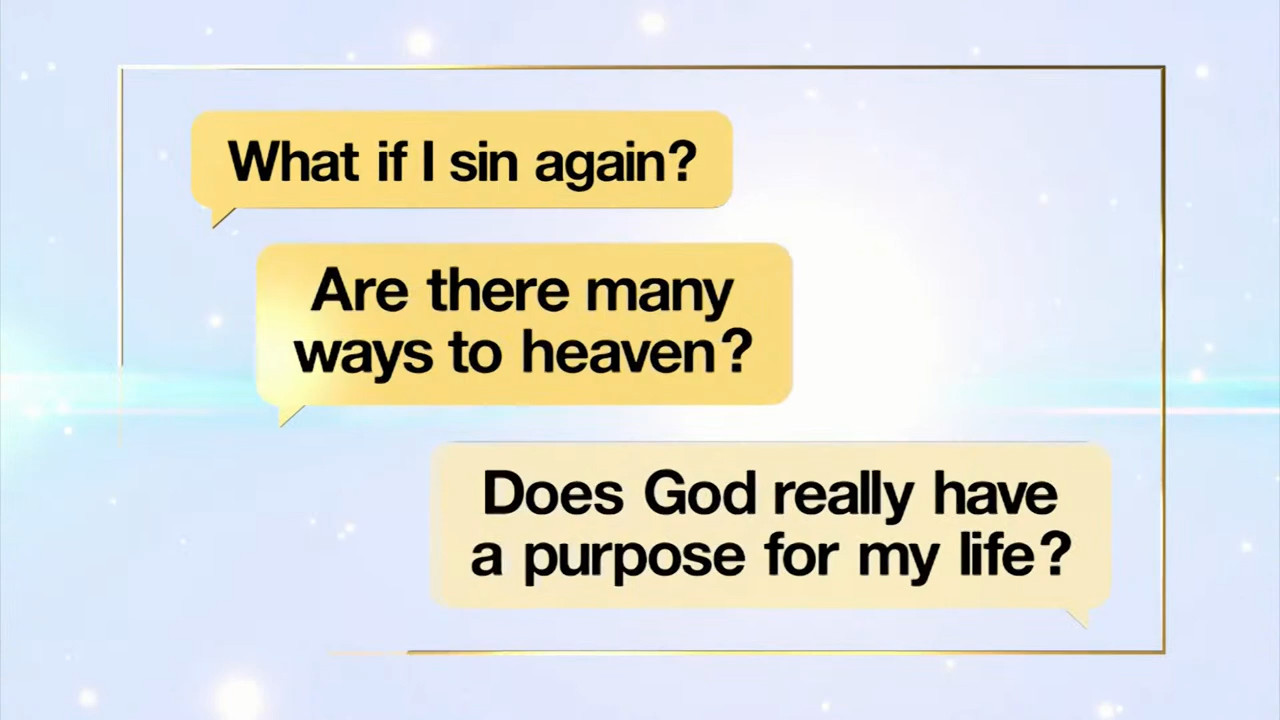 What if I sin again?
Are there many
ways to heaven?
Does God really have
a purpose for my life?